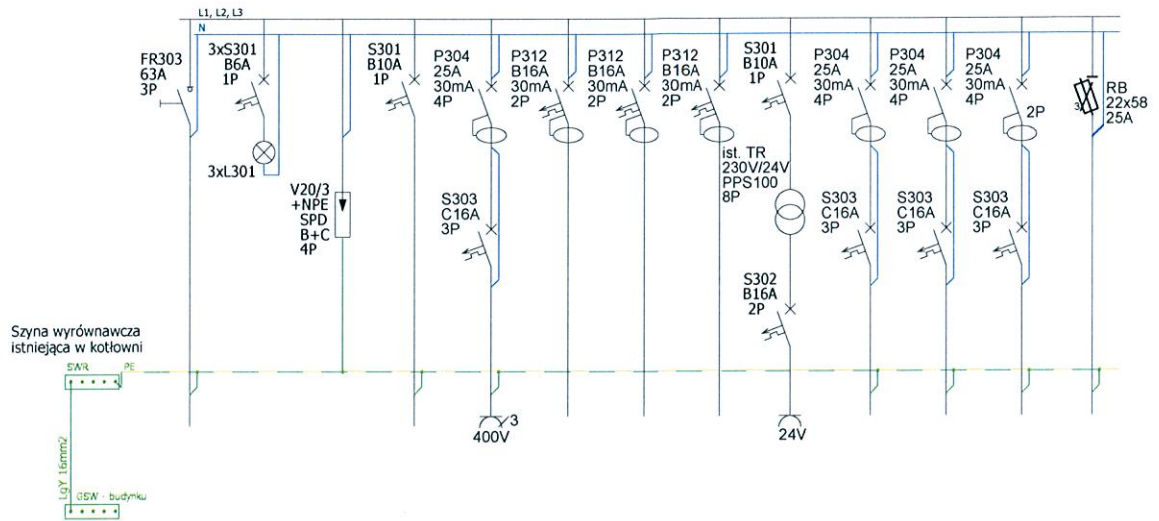 L1, L2, L3
N
FR303
63A
3P
3xS301
B6A
1P
3xL301
V20/3
+NPE
SPD
B+C
4P
S301
B10A
1P
P304
25A
30mA
4P
S303
C16A
3P
3
400V
P312
B16A
30mA
2P
P312
B16A
30mA
2P
P312
B16A
30mA
2P
S301
B10A
1P
ist. TR
230V/24V
PPS100
8P
S302
B16A
2P
24V
P304
25A
30mA
4P
S303
C16A
3P
P304
25A
30mA
4P
S303
C16A
3P
P304
25A
30mA
4P
2P
S303
C16A
3P
3
RB
22x58
25A
Szyna wyrównawcza
istniejąca w kotłowni
SWR
PE
LgY 16mm2
GSW - budynku